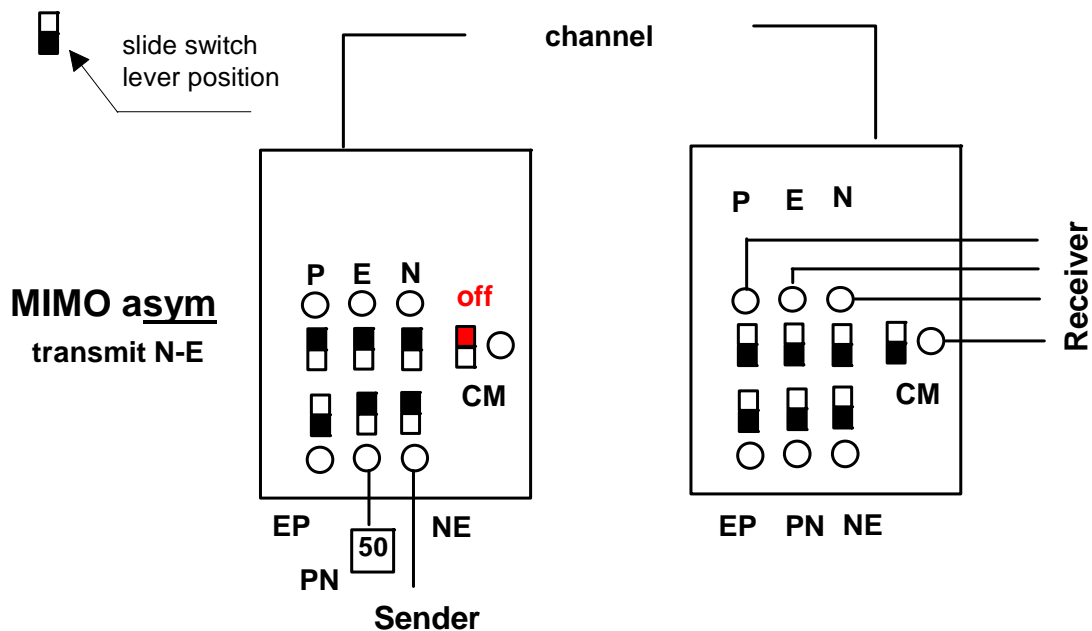 slide switch
lever position
channel
MIMO asym
transmit N-E
P E N
off
CM
EP
PN
50
NE
Sender
P E N
CM
EP PN NE
Receiver